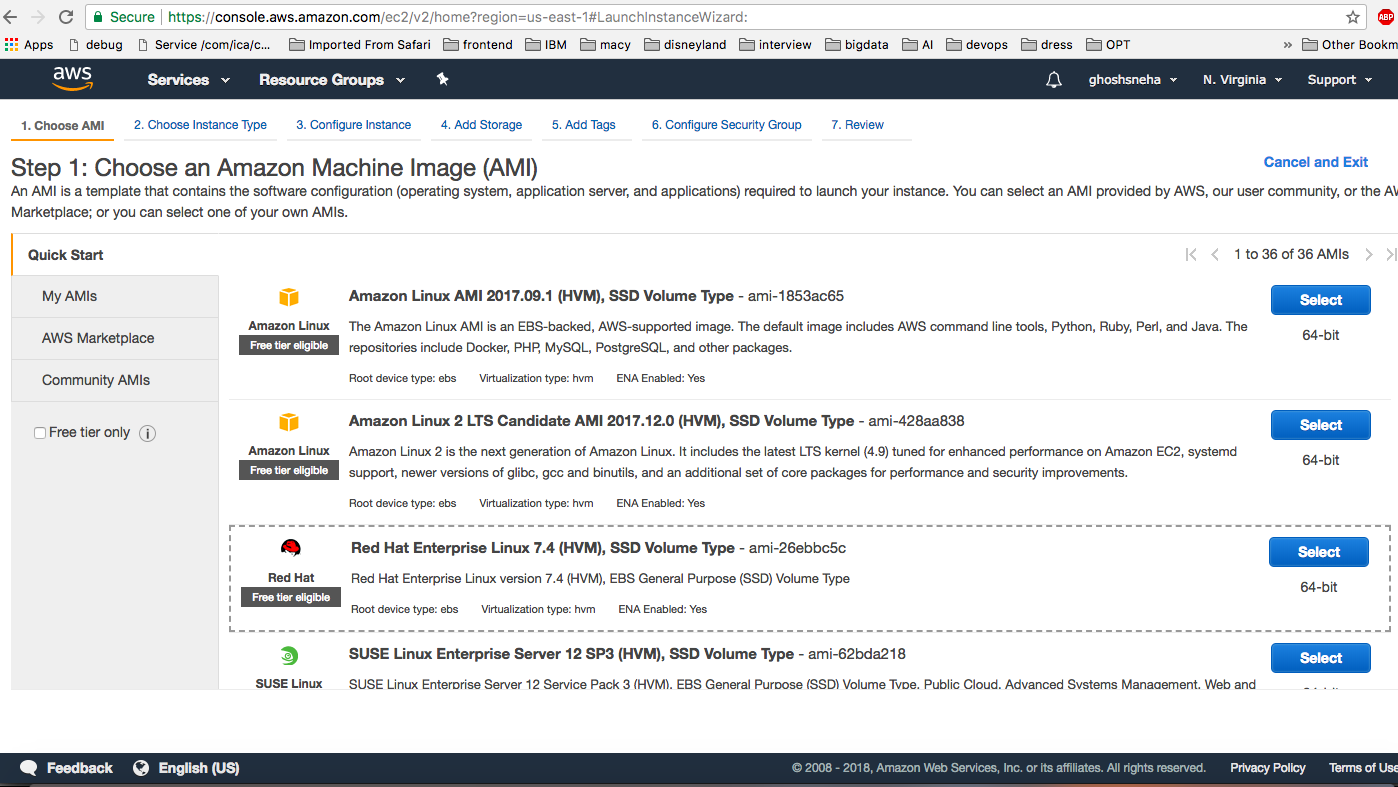 Secure https://console.aws.amazon.com/ec2/v2/home?region=us-east-1#LaunchInstanceWizard: ABP
Apps debug Service /com/ica/c... Imported From Safari frontend IBM macy disneyland interview bigdata AI devops dress OPT » Other Bookm
aws Services Resource Groups ghoshsneha N. Virginia Support
1. Choose AMI 2. Choose Instance Type 3. Configure Instance 4. Add Storage 5. Add Tags 6. Configure Security Group 7. Review
Step 1: Choose an Amazon Machine Image (AMI)
Cancel and Exit
An AMI is a template that contains the software configuration (operating system, application server, and applications) required to launch your instance. You can select an AMI provided by AWS, our user community, or the AW
Marketplace; or you can select one of your own AMIs.
Quick Start
My AMIs
AWS Marketplace
Community AMIs
Free tier only i
1 to 36 of 36 AMIs
Amazon Linux
Free tier eligible
Amazon Linux AMI 2017.09.1 (HVM), SSD Volume Type - ami-1853ac65
The Amazon Linux AMI is an EBS-backed, AWS-supported image. The default image includes AWS command line tools, Python, Ruby, Perl, and Java. The
repositories include Docker, PHP, MySQL, PostgreSQL, and other packages.
Root device type: ebs Virtualization type: hvm ENA Enabled: Yes
Select
64-bit
Amazon Linux
Free tier eligible
Amazon Linux 2 LTS Candidate AMI 2017.12.0 (HVM), SSD Volume Type - ami-428aa838
Amazon Linux 2 is the next generation of Amazon Linux. It includes the latest LTS kernel (4.9) tuned for enhanced performance on Amazon EC2, systemd
support, newer versions of glibc, gcc and binutils, and an additional set of core packages for performance and security improvements.
Root device type: ebs Virtualization type: hvm ENA Enabled: Yes
Select
64-bit
Red Hat
Free tier eligible
Red Hat Enterprise Linux 7.4 (HVM), SSD Volume Type - ami-26ebbc5c
Red Hat Enterprise Linux version 7.4 (HVM), EBS General Purpose (SSD) Volume Type
Root device type: ebs Virtualization type: hvm ENA Enabled: Yes
Select
64-bit
SUSE Linux
SUSE Linux Enterprise Server 12 SP3 (HVM), SSD Volume Type - ami-62bda218
SUSE Linux Enterprise Server 12 Service Pack 3 (HVM), EBS General Purpose (SSD) Volume Type. Public Cloud, Advanced Systems Management, Web and
Select
64-bit
Feedback English (US) © 2008 - 2018, Amazon Web Services, Inc. or its affiliates. All rights reserved. Privacy Policy Terms of Use